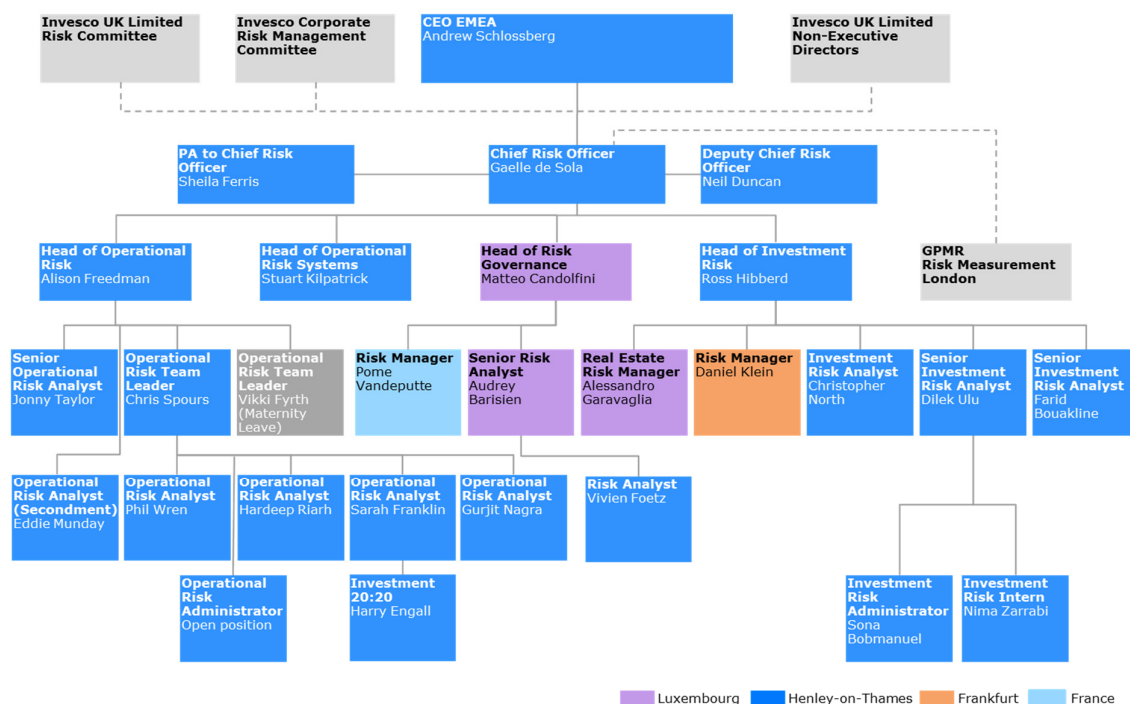 Invesco UK Limited
Risk Committee
Invesco Corporate
Risk Management
Committee
CEO EMEA
Andrew Schlossberg
Invesco UK Limited
Non-Executive
Directors
PA to Chief Risk
Officer
Sheila Ferris
Chief Risk Officer
Gaelle de Sola
Deputy Chief Risk
Officer
Neil Duncan
Head of Operational
Risk
Alison Freedman
Head of Operational
Risk Systems
Stuart Kilpatrick
Head of Risk
Governance
Matteo Candolfini
Head of Investment
Risk
Ross Hibberd
GPMR
Risk Measurement
London
Senior
Operational
Risk Analyst
Jonny Taylor
Operational
Risk Team
Leader
Chris Spours
Operational
Risk Team
Leader
Vikki Fyrth
(Maternity
Leave)
Risk Manager
Pome
Vandeputte
Senior Risk
Analyst
Audrey
Barisien
Real Estate
Risk Manager
Alessandro
Garavaglia
Risk Manager
Daniel Klein
Investment
Risk Analyst
Christopher
North
Senior
Investment
Risk Analyst
Dilek Ulu
Senior
Investment
Risk Analyst
Farid
Bouakline
Operational
Risk Analyst
(Secondment)
Eddie Munday
Operational
Risk Analyst
Phil Wren
Operational
Risk Analyst
Hardeep Riarh
Operational
Risk Analyst
Sarah Franklin
Operational
Risk Analyst
Gurjit Nagra
Risk Analyst
Vivien Foetz
Operational
Risk
Administrator
Open position
Investment
20:20
Harry Engall
Investment
Risk
Administrator
Sona
Bobmanuel
Investment
Risk Intern
Nima Zarrabi
Luxembourg
Henley-on-Thames
Frankfurt
France